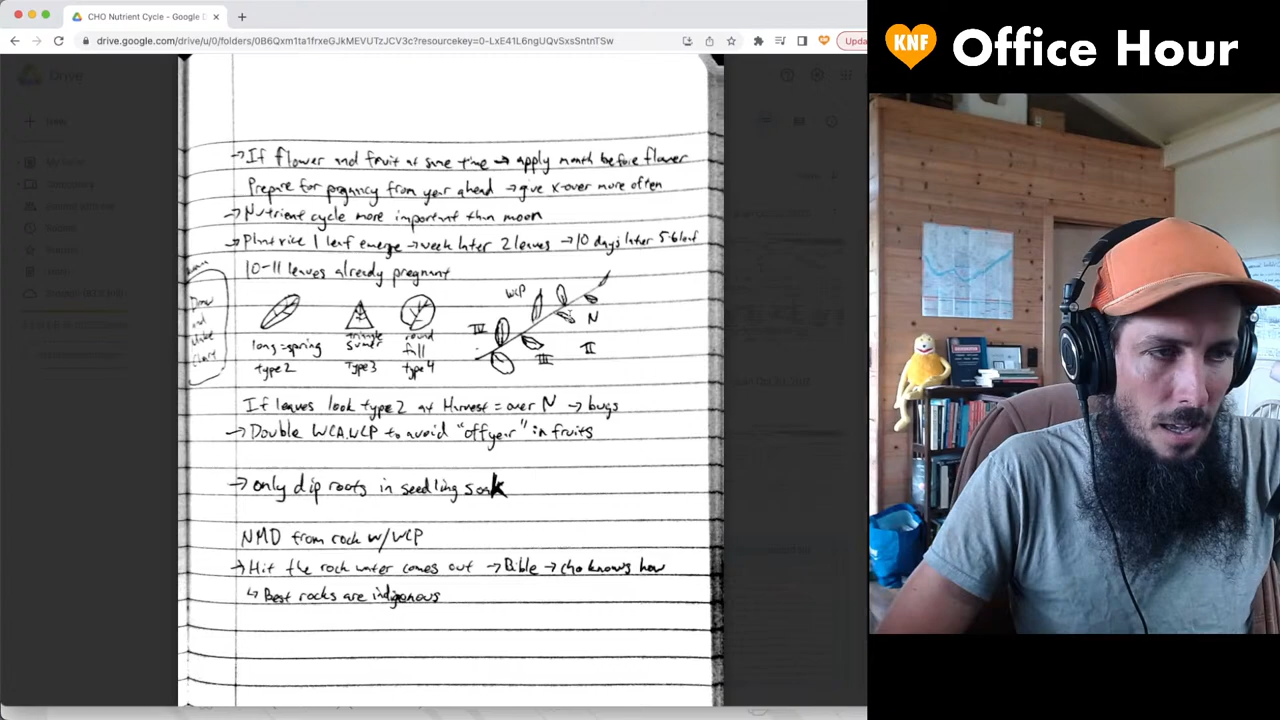 CHO Nutrient Cycle - Google D
drive.google.com/drive/u/0/folders/0B6Qxm1ta1frxeGJkMEVUTzJCV3c?resourcekey=0-LxE41L6ngUQvSxsSntnTSw
Upda
KNF Office Hour
Drive
New
→If flower and fruit at same time → apply month before flower
Prepare for pregnancy from year ahead → give x-over more often
→Nutrient cycle more important than moon
→Plant rice 1 leaf emerge → week later 2 leaves → 10 days later 5-6 leaf
10-11 leaves already pregnant
Draw and make chart
WCP
N
IV
III
II
long=spring
type 2
triangle
type 3
round
fall
type 4
If leaves look type 2 at Harvest = over N → bugs
→Double WCA.WCP to avoid "off year" in fruits
→only dip roots in seedling soak
NMD from rock w/WCP
→Hit the rock water comes out → Bible → cho knows how
↳ Best rocks are indigenous